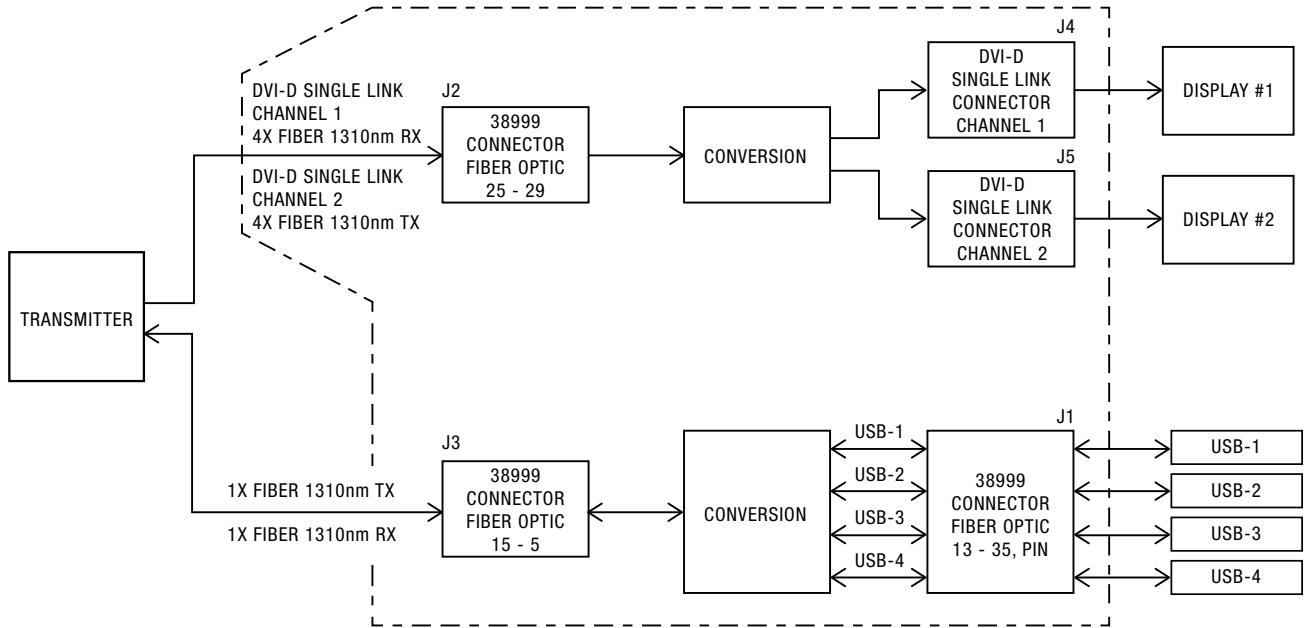 J4
DVI-D
SINGLE LINK
CONNECTOR
CHANNEL 1
DISPLAY #1
DVI-D SINGLE LINK
CHANNEL 1
4X FIBER 1310nm RX
J2
38999
CONNECTOR
FIBER OPTIC
25 - 29
CONVERSION
DVI-D SINGLE LINK
CHANNEL 2
4X FIBER 1310nm TX
J5
DVI-D
SINGLE LINK
CONNECTOR
CHANNEL 2
DISPLAY #2
TRANSMITTER
1X FIBER 1310nm TX
1X FIBER 1310nm RX
J3
38999
CONNECTOR
FIBER OPTIC
15 - 5
CONVERSION
USB-1
USB-2
USB-3
USB-4
J1
38999
CONNECTOR
FIBER OPTIC
13 - 35, PIN
USB-1
USB-2
USB-3
USB-4